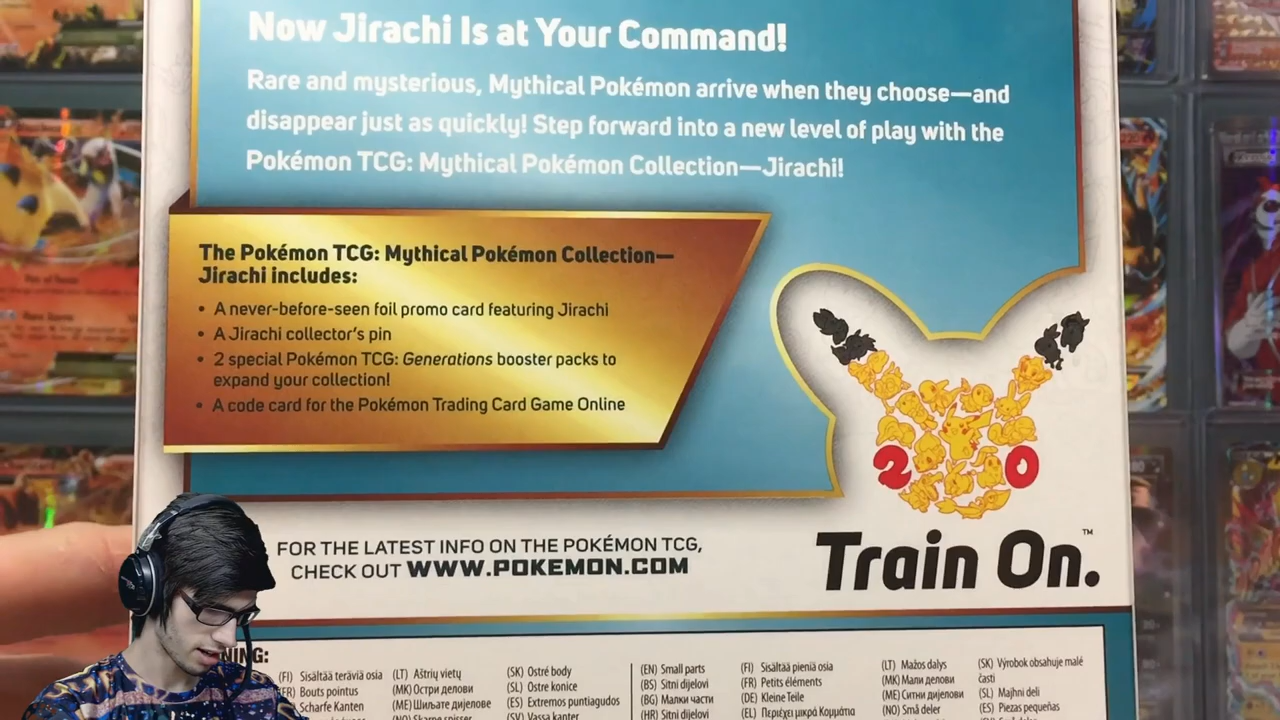 Now Jirachi Is at Your Command!
Rare and mysterious, Mythical Pokémon arrive when they choose—and
disappear just as quickly! Step forward into a new level of play with the
Pokémon TCG: Mythical Pokémon Collection—Jirachi!
The Pokémon TCG: Mythical Pokémon Collection—
Jirachi includes:
• A never-before-seen foil promo card featuring Jirachi
• A Jirachi collector's pin
• 2 special Pokémon TCG: Generations booster packs to
expand your collection!
• A code card for the Pokémon Trading Card Game Online
20
Train On.™
FOR THE LATEST INFO ON THE POKÉMON TCG,
CHECK OUT WWW.POKEMON.COM
NING:
(FI) Sisältää teräviä osia
(FR) Bouts pointus
Scharfe Kanten
(LT) Aštrių vietų
(MK) Остри делови
(ME) Шиљате дијелове
(NO) Skarpe spisser
(SK) Ostré body
(SL) Ostre konice
(ES) Extremos puntiagudos
(SV) Vassa kanter
(EN) Small parts
(BS) Sitni dijelovi
(BG) Малки части
(HR) Sitni dijelovi
(FI) Sisältää pieniä osia
(FR) Petits éléments
(DE) Kleine Teile
(EL) Περιέχει μικρά Κομμάτια
(LT) Mažos dalys
(MK) Мали делови
(ME) Ситни дијелови
(NO) Små deler
(SK) Výrobok obsahuje malé
časti
(SL) Majhni deli
(ES) Piezas pequeñas